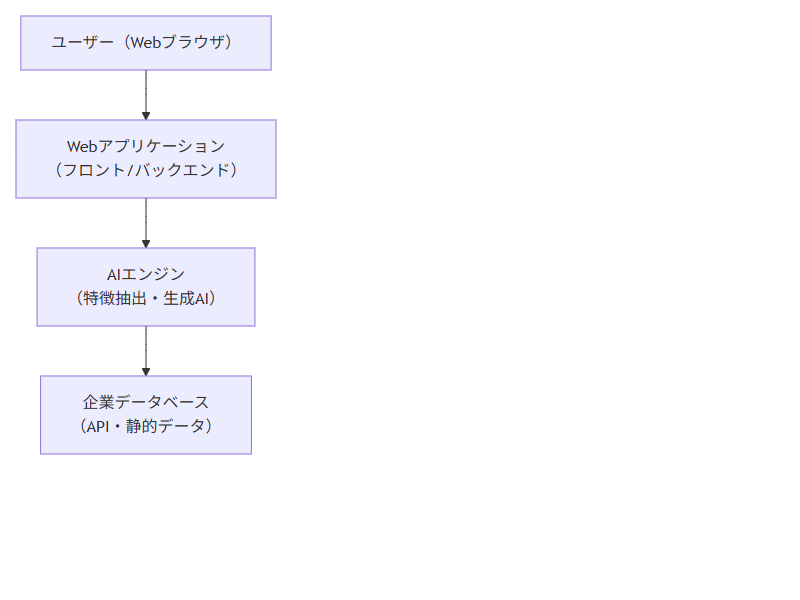 ユーザー（Webブラウザ）
Webアプリケーション
（フロント/バックエンド）
AIエンジン
（特徴抽出・生成AI）
企業データベース
（API・静的データ）